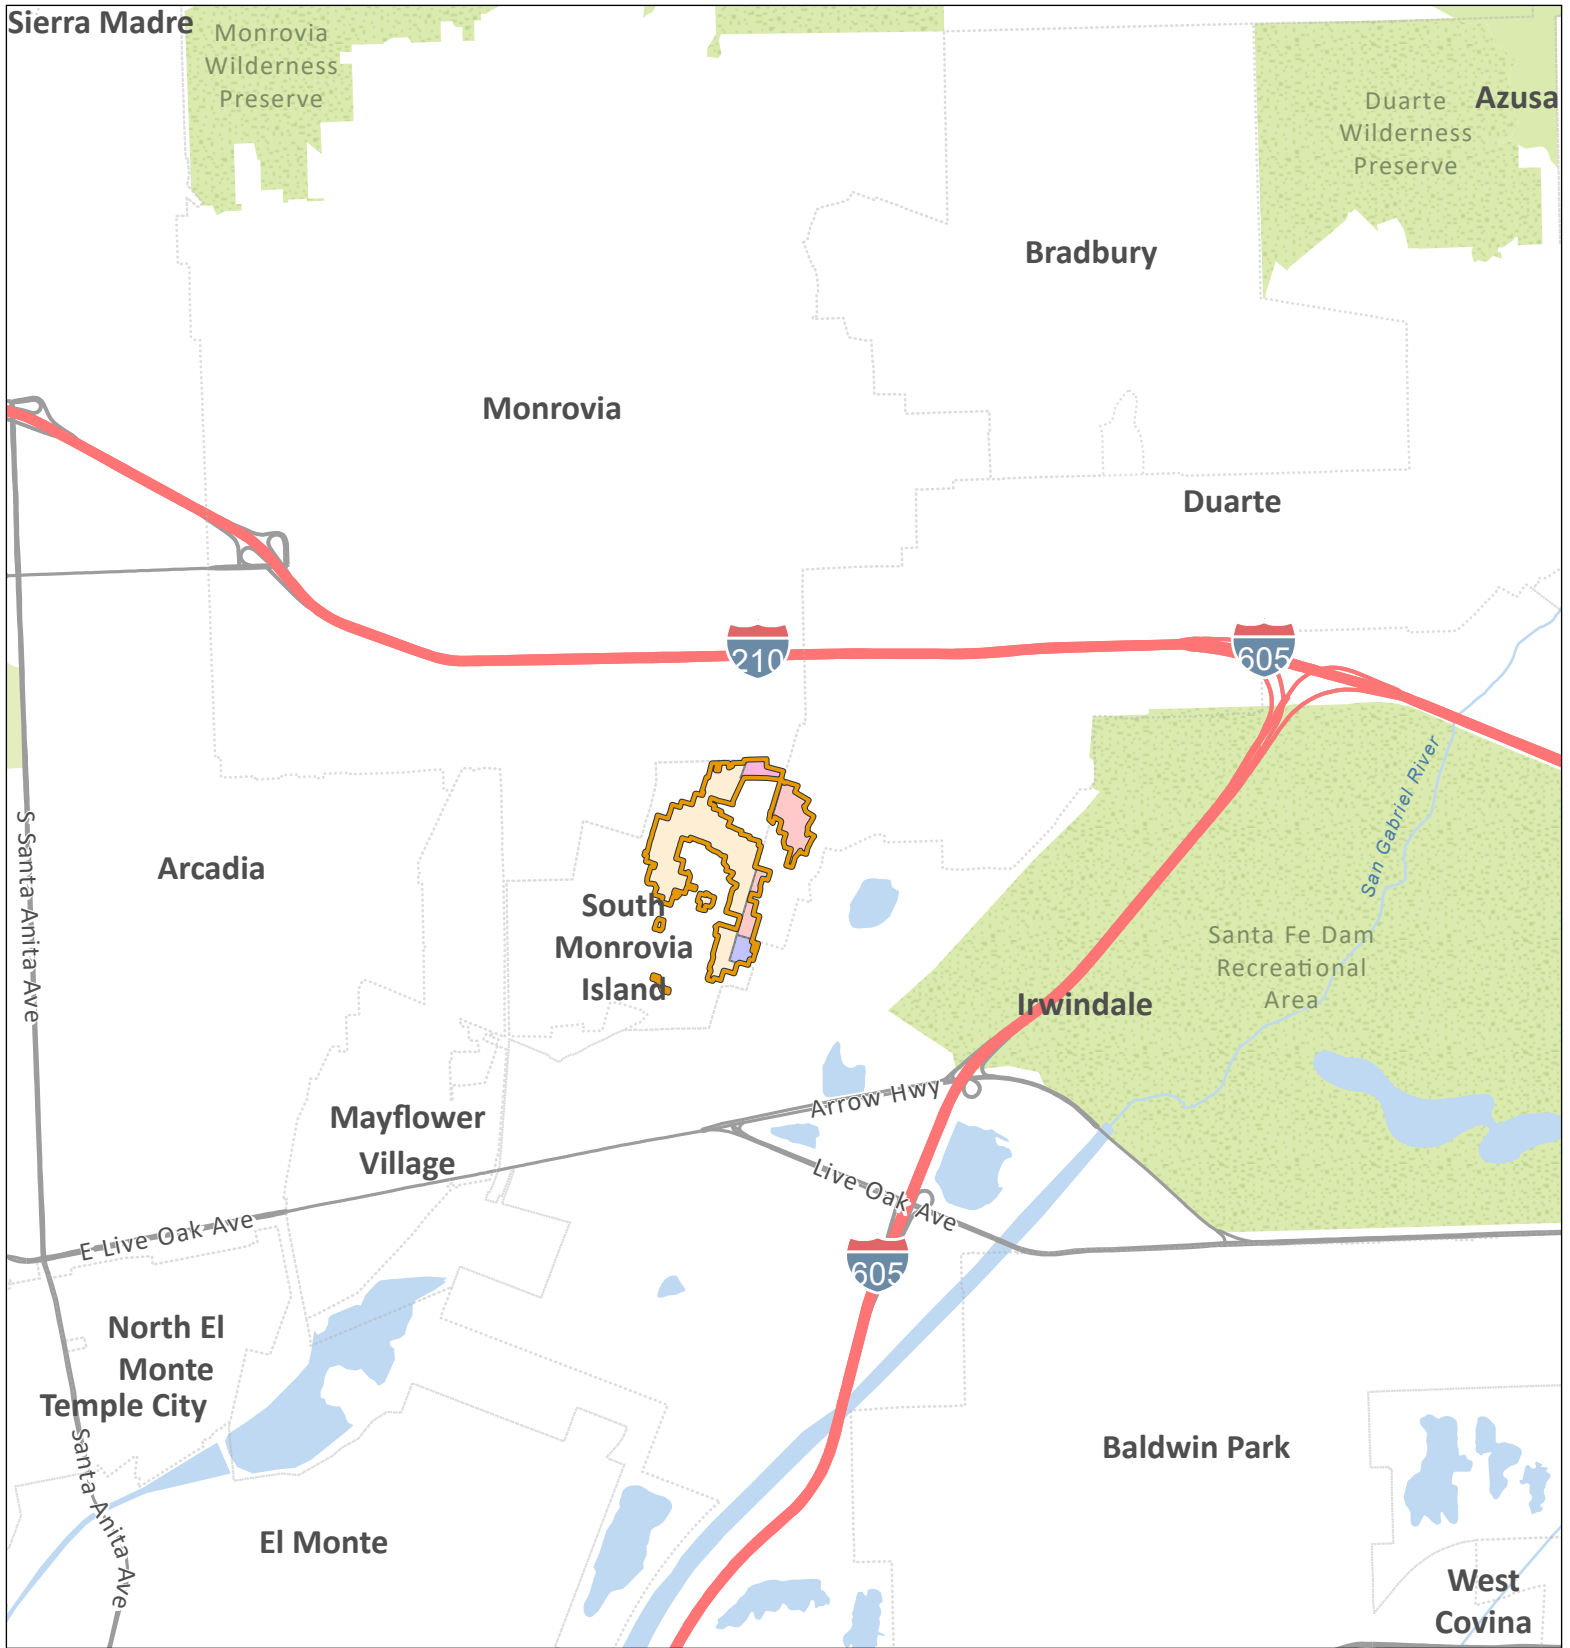 Sierra Madre
Monrovia
Wilderness
Preserve
Duarte
Wilderness
Preserve
Azusa
Bradbury
Monrovia
Duarte
210
605
San Gabriel River
S Santa Anita Ave
Arcadia
South
Monrovia
Island
Santa Fe Dam
Recreational
Area
Irwindale
Arrow Hwy
Mayflower
Village
Live Oak Ave
E Live Oak Ave
605
North El
Monte
Temple City
Santa Anita Ave
Baldwin Park
El Monte
West
Covina